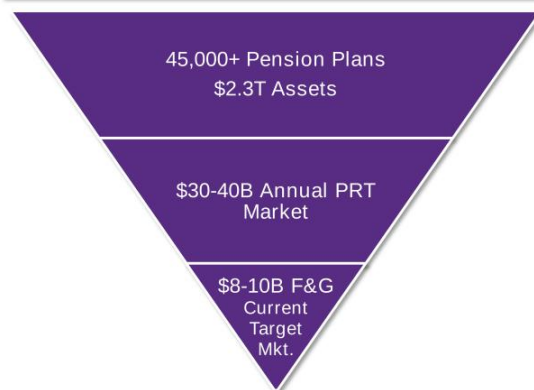 45,000+ Pension Plans
$2.3T Assets
$30-40B Annual PRT
Market
$8-10B F&G
Current
Target
Mkt.